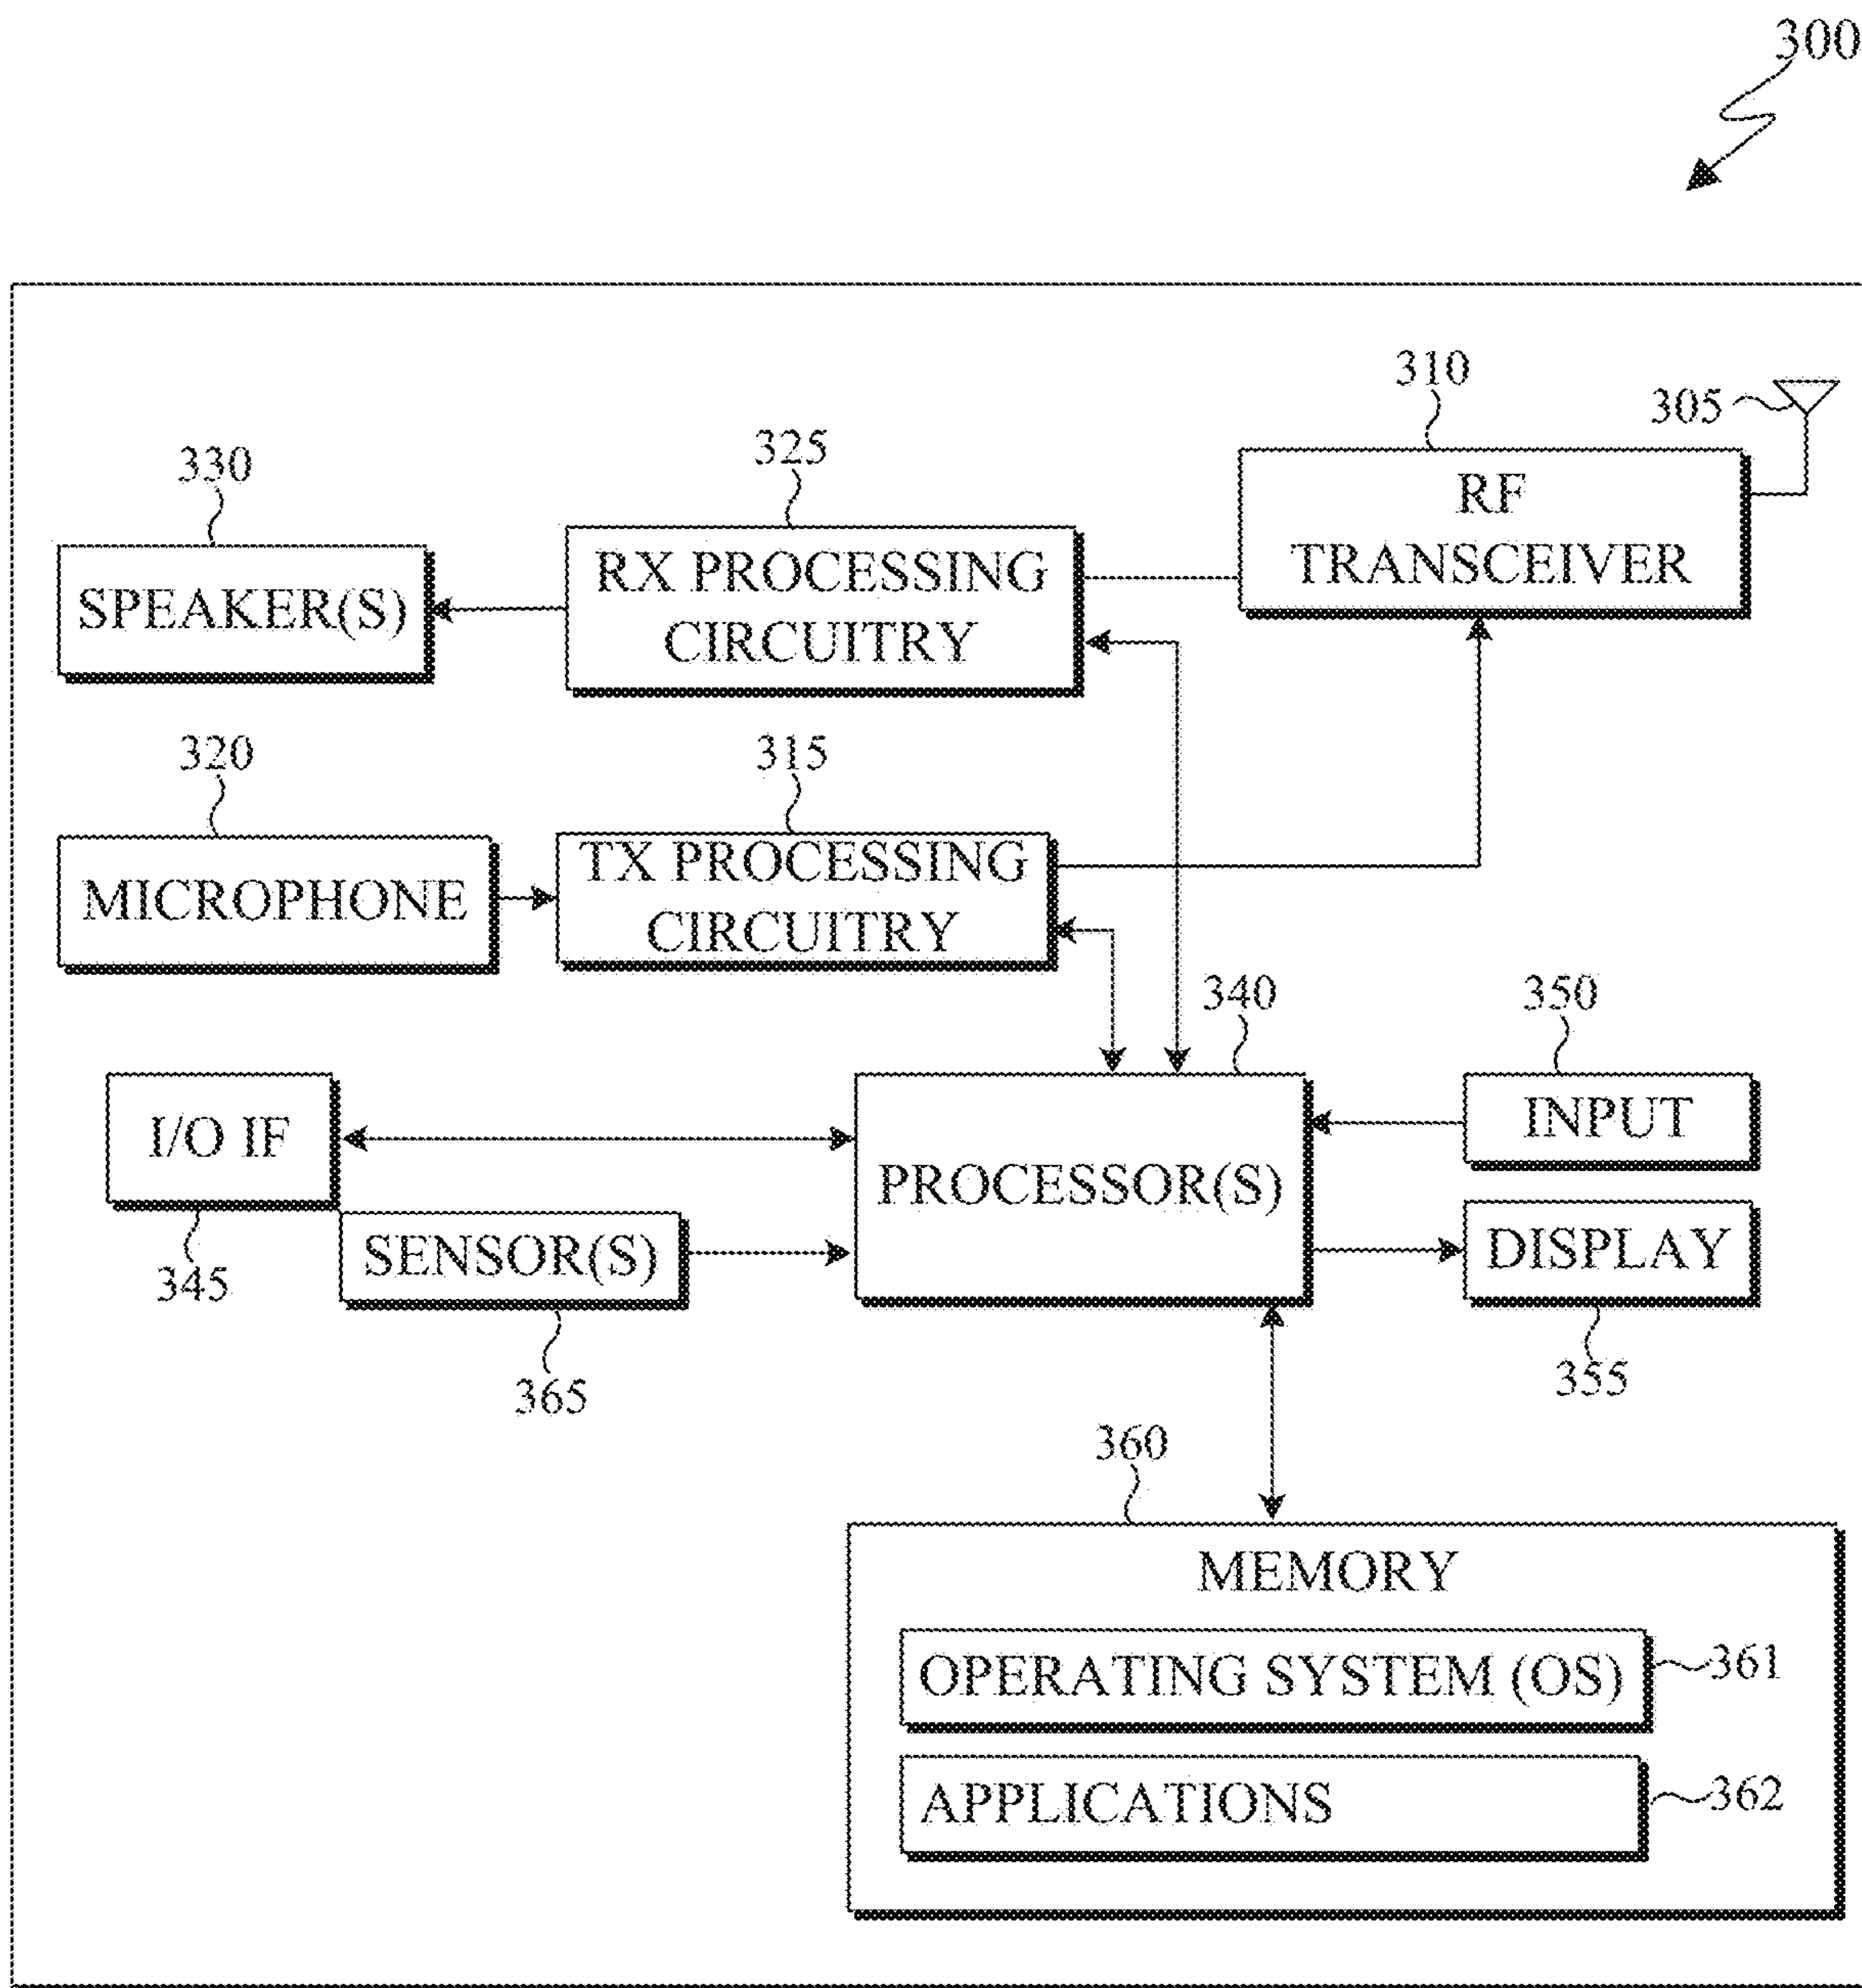 300
310
305
325
330
RF
TRANSCEIVER
RX PROCESSING
CIRCUITRY
SPEAKER(S)
320
315
MICROPHONE
TX PROCESSING
CIRCUITRY
340
350
I/O IF
PROCESSOR(S)
INPUT
SENSOR(S)
DISPLAY
345
365
355
360
MEMORY
OPERATING SYSTEM (OS)
361
APPLICATIONS
362